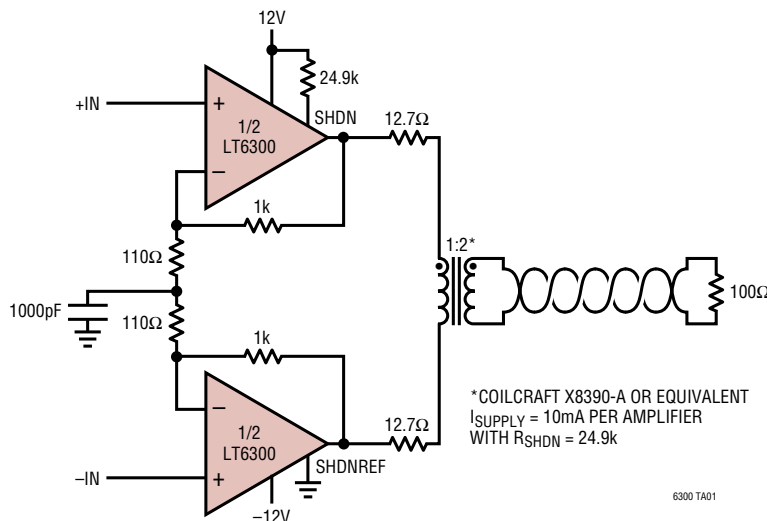 12V
24.9k
+IN
+
SHDN
12.7Ω
1/2
LT6300
–
1k
110Ω
1:2*
1000pF
110Ω
100Ω
1k
–
12.7Ω
*COILCRAFT X8390-A OR EQUIVALENT
ISUPPLY = 10mA PER AMPLIFIER
WITH RSHDN = 24.9k
1/2
LT6300
SHDNREF
–IN
+
–12V
6300 TA01